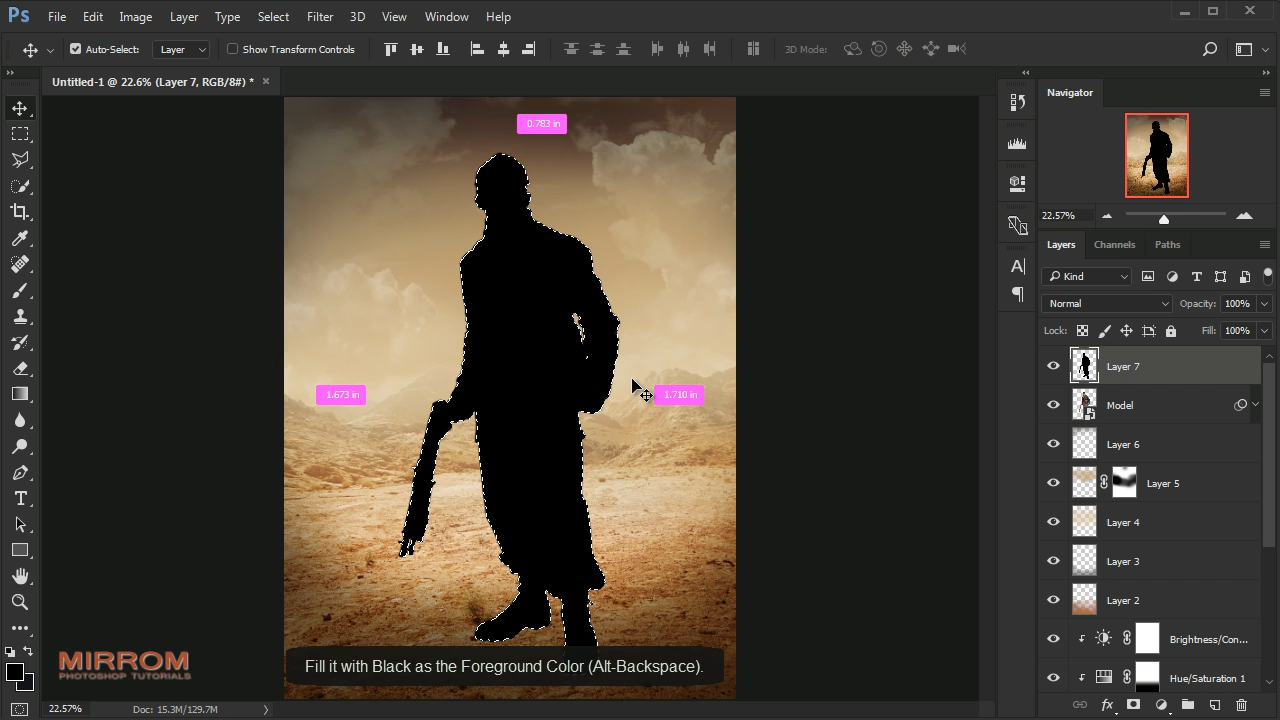 Ps File Edit Image Layer Type Select Filter 3D View Window Help
Auto-Select: Layer Show Transform Controls 3D Mode:
Untitled-1 @ 22.6% (Layer 7, RGB/8#) *
Navigator
0.783 in
22.57%
Layers Channels Paths
Kind
Normal Opacity: 100%
Lock: Fill: 100%
Layer 7
1.673 in
1.710 in
Model
Layer 6
Layer 5
Layer 4
Layer 3
Layer 2
Brightness/Con...
Hue/Saturation 1
MIRROM
PHOTOSHOP TUTORIALS
Fill it with Black as the Foreground Color (Alt-Backspace).
22.57% Doc: 15.3M/129.7M